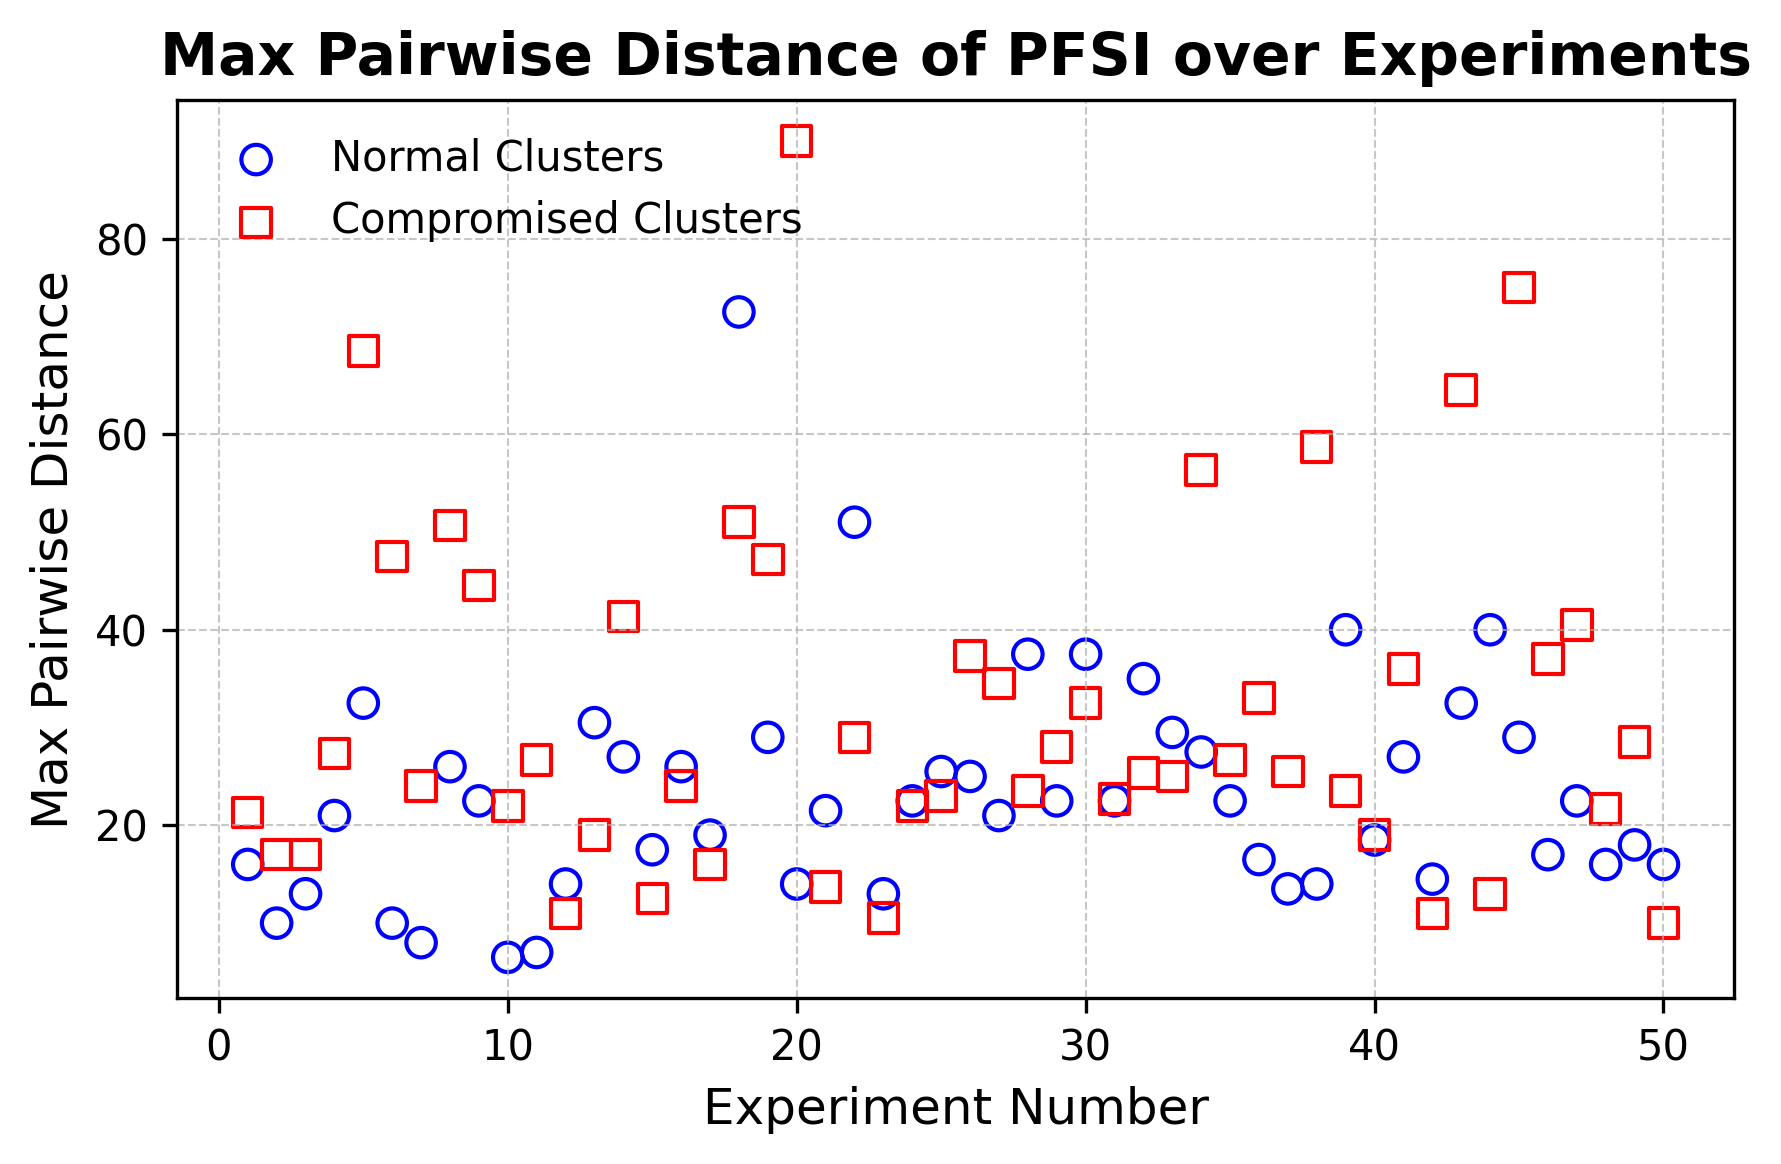 Max Pairwise Distance of PFSI over Experiments
Normal Clusters
Compromised Clusters
Max Pairwise Distance
80
60
40
20
0 10 20 30 40 50
Experiment Number